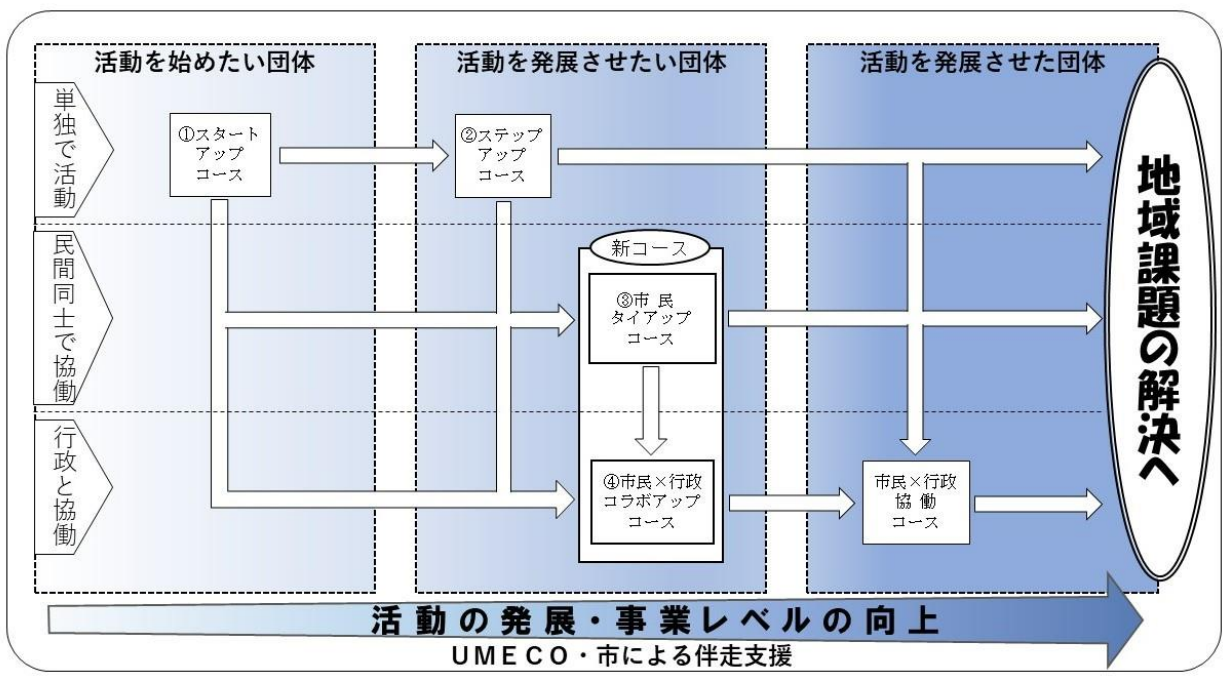 活動を始めたい団体
活動を発展させたい団体
活動を発展させた団体
単独で活動
①スタート
アップ
コース
②ステップ
アップ
コース
民間同士で協働
新コース
③市 民
タイアップ
コース
行政と協働
④市民×行政
コラボアップ
コース
市民×行政
協 働
コース
地域課題の解決へ
活動の発展・事業レベルの向上
UMECO・市による伴走支援